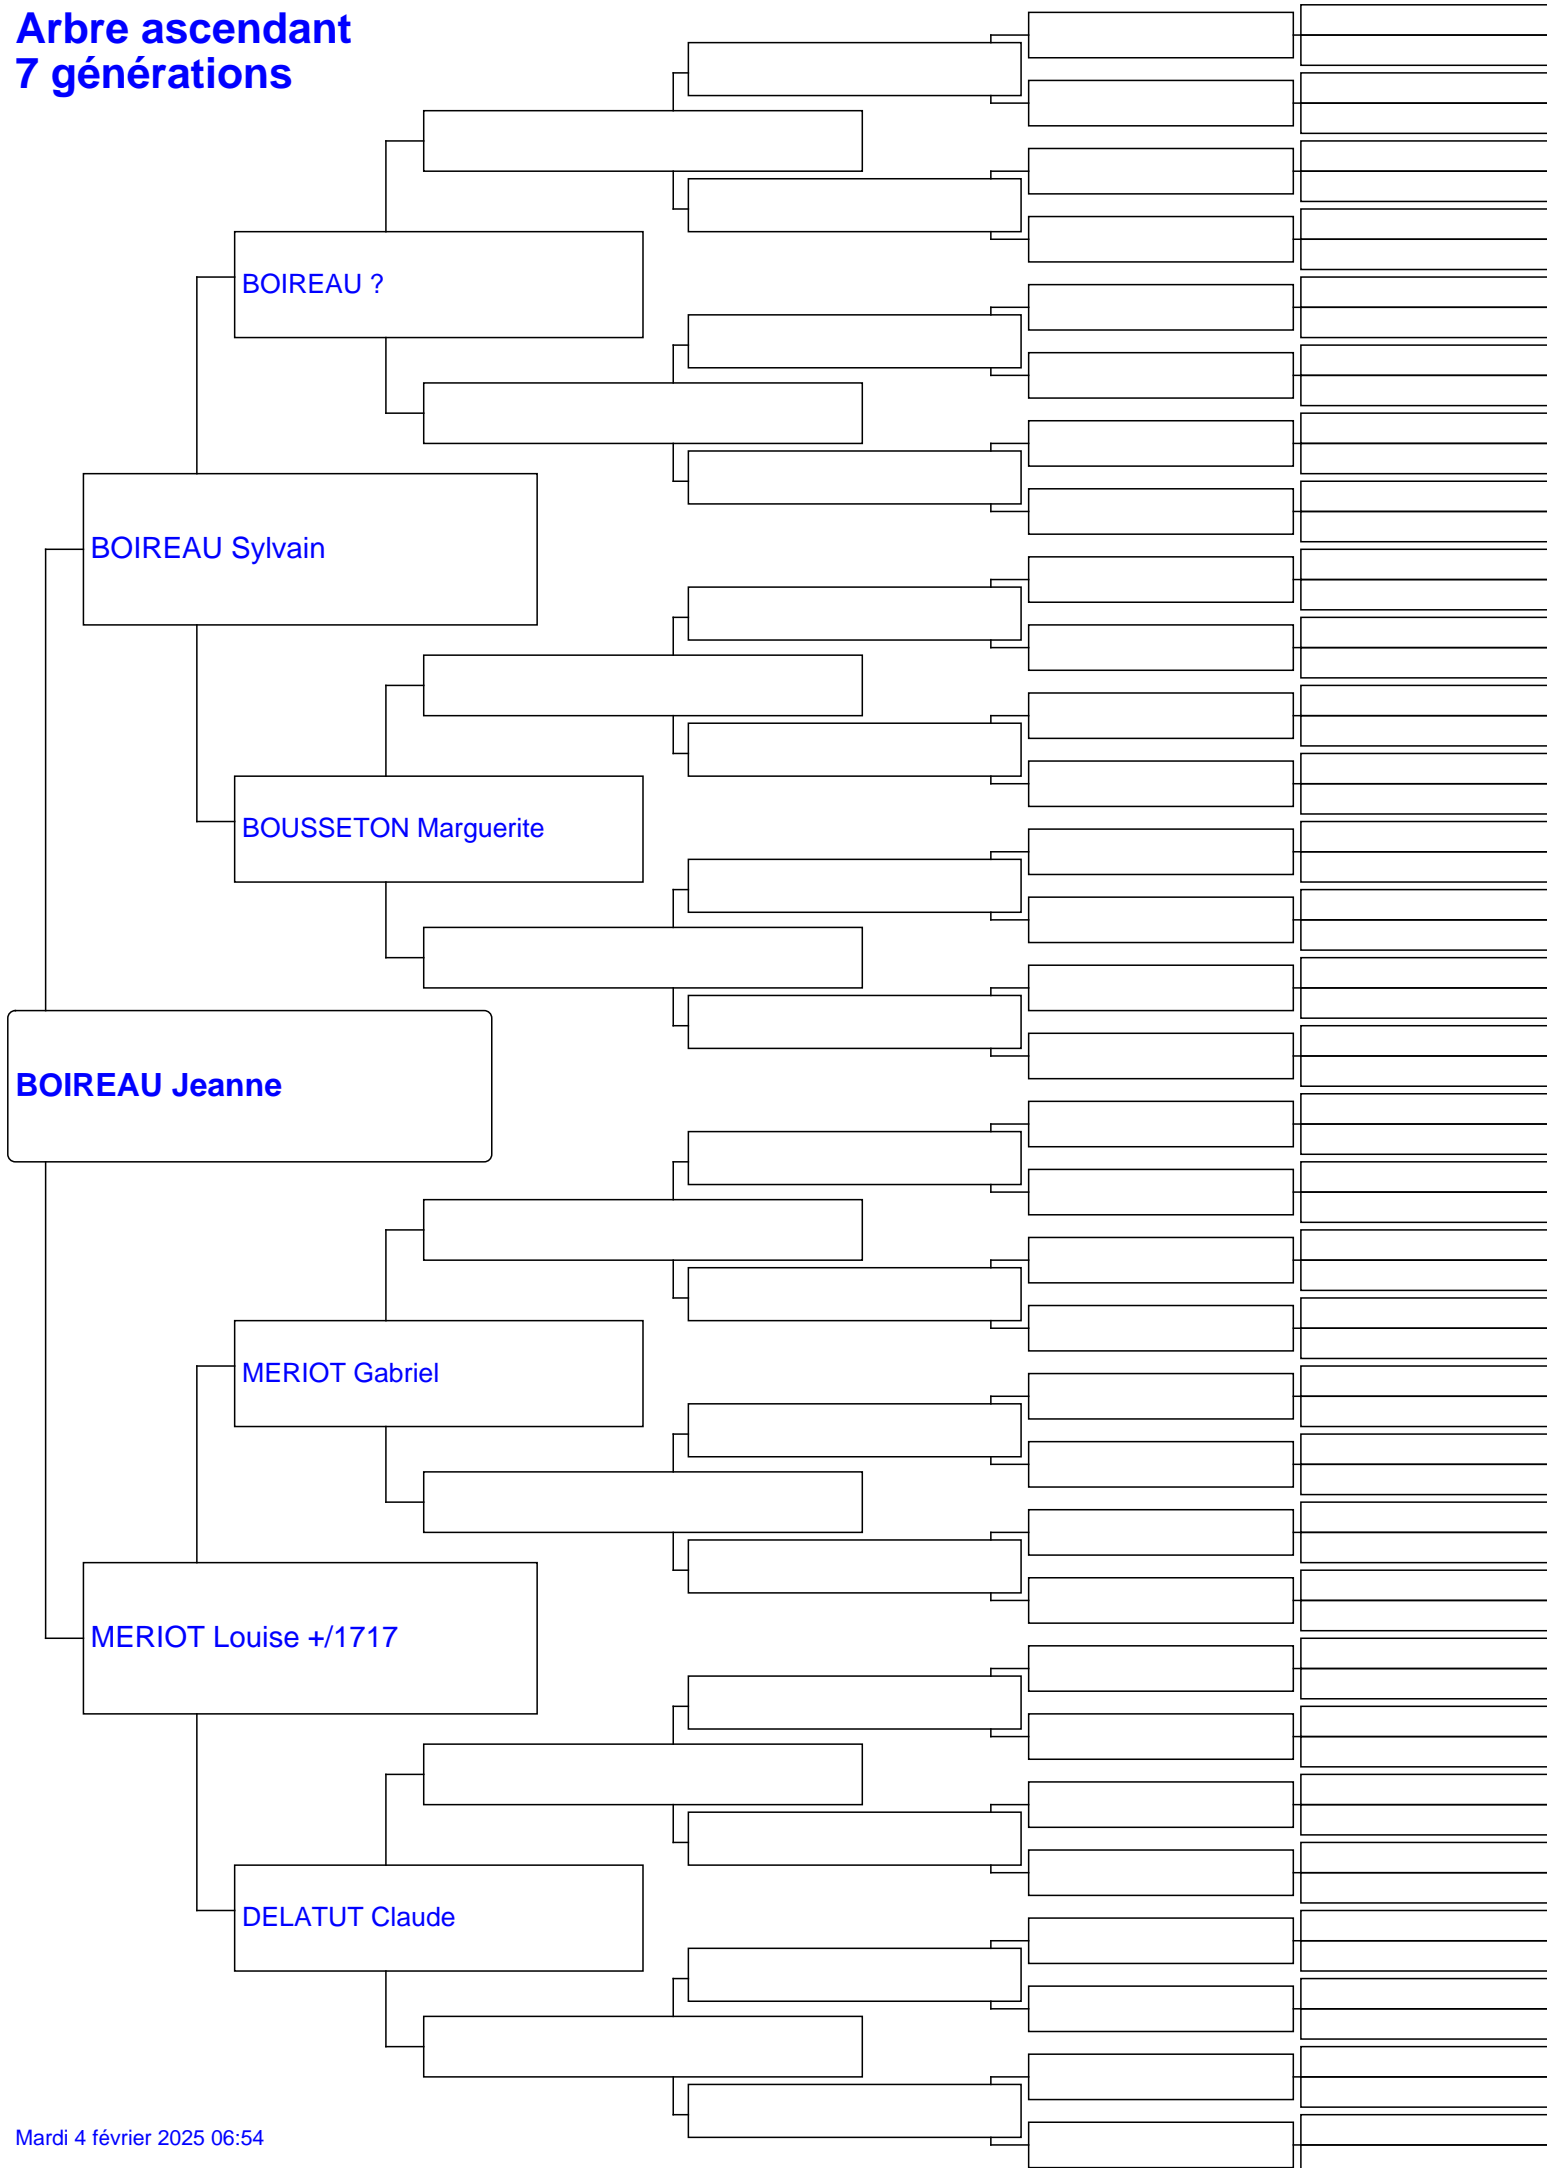 Arbre ascendant
7 générations
BOIREAU ?
BOIREAU Sylvain
BOUSSETON Marguerite
BOIREAU Jeanne
MERIOT Gabriel
MERIOT Louise +/1717
DELATUT Claude
Mardi 4 février 2025 06:54